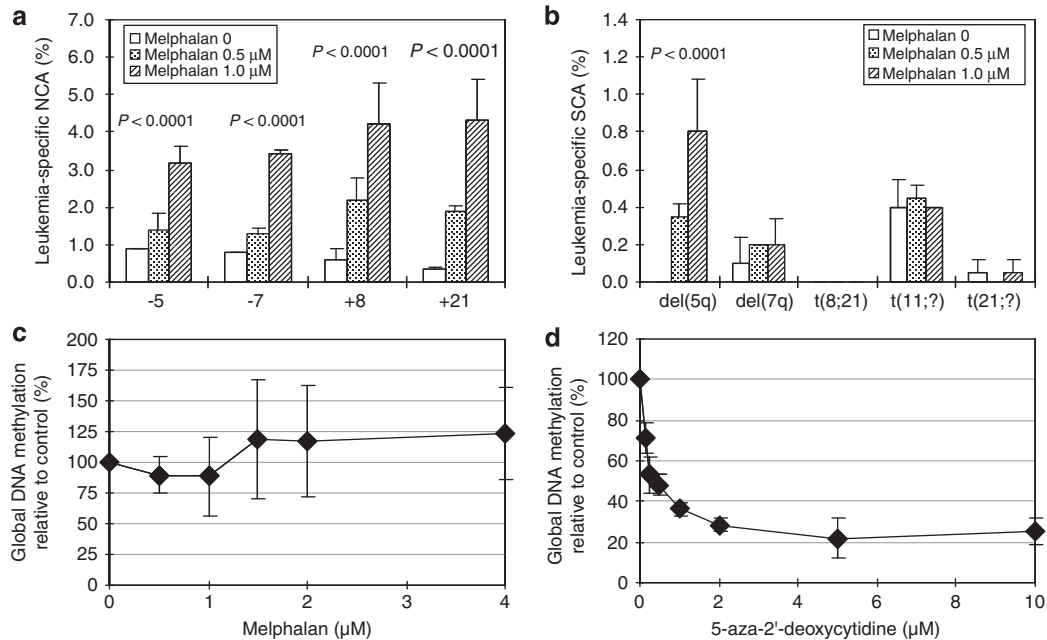 a
Leukemia-specific NCA (%)
7.0
6.0
5.0
4.0
3.0
2.0
1.0
0.0
Melphalan 0
Melphalan 0.5 μM
Melphalan 1.0 μM
P < 0.0001
P < 0.0001
P < 0.0001
P < 0.0001
-5
-7
+8
+21
b
Leukemia-specific SCA (%)
1.4
1.2
1.0
0.8
0.6
0.4
0.2
0.0
P < 0.0001
Melphalan 0
Melphalan 0.5 μM
Melphalan 1.0 μM
del(5q)
del(7q)
t(8;21)
t(11;?)
t(21;?)
c
Global DNA methylation
relative to control (%)
200
175
150
125
100
75
50
25
0
0
1
2
3
4
Melphalan (μM)
d
Global DNA methylation
relative to control (%)
120
100
80
60
40
20
0
0
2
4
6
8
10
5-aza-2'-deoxycytidine (μM)